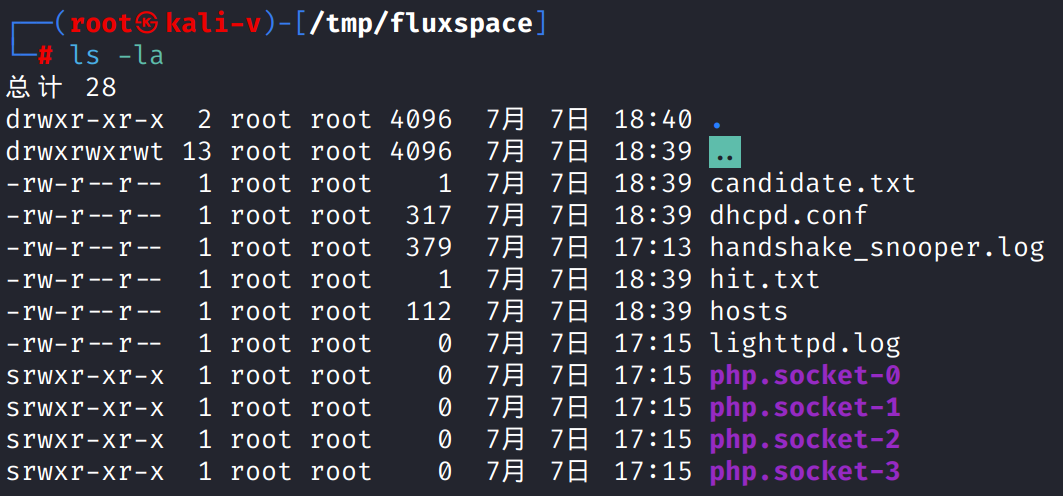 ┌──(root㉿kali-v)-[/tmp/fluxspace]
└─# ls -la
总计 28
drwxr-xr-x  2 root root 4096  7月  7日 18:40 .
drwxrwxrwt 13 root root 4096  7月  7日 18:39 ..
-rw-r--r--  1 root root    1  7月  7日 18:39 candidate.txt
-rw-r--r--  1 root root  317  7月  7日 18:39 dhcpd.conf
-rw-r--r--  1 root root  379  7月  7日 17:13 handshake_snooper.log
-rw-r--r--  1 root root    1  7月  7日 18:39 hit.txt
-rw-r--r--  1 root root  112  7月  7日 18:39 hosts
-rw-r--r--  1 root root    0  7月  7日 17:15 lighttpd.log
srwxr-xr-x  1 root root    0  7月  7日 17:15 php.socket-0
srwxr-xr-x  1 root root    0  7月  7日 17:15 php.socket-1
srwxr-xr-x  1 root root    0  7月  7日 17:15 php.socket-2
srwxr-xr-x  1 root root    0  7月  7日 17:15 php.socket-3